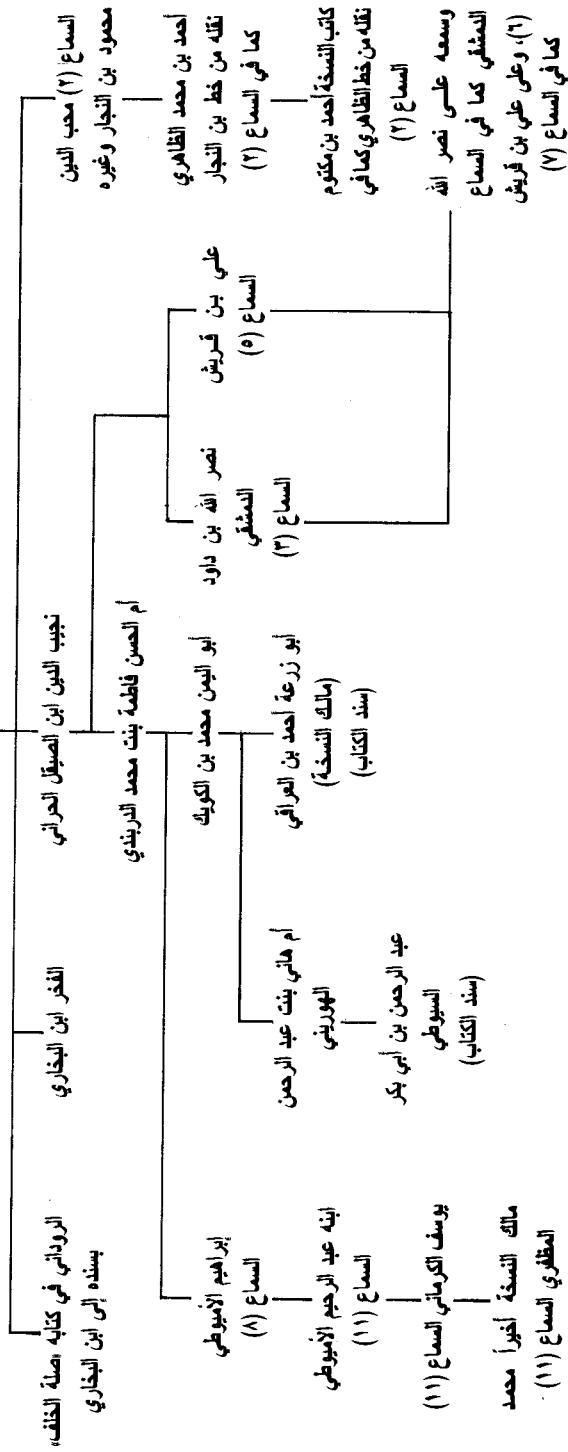 السماع (٢) محب الدين
محمود بن النجار وغيره
أحمد بن محمد الظاهري
نقله من خط بن النجار
كما في السماع (٢)
كاتب النسخة أحمد بن مكتوم
نقله من خط الظاهري كما في
السماع (٢)
وسمعه على نصر الله
الدمشقي كما في السماع
(٦)، وعلى علي بن قريش
كما في السماع (٧)
نجيب الدين ابن الصيقل الحراني
علي بن قريش
السماع (٥)
نصر الله بن داود
الدمشقي
السماع (٣)
أم الحسن فاطمة بنت محمد الدربندي
أبو اليمن محمد بن الكويك
أبو زرعة أحمد بن العراقي
(مالك النسخة)
(سند الكتاب)
أم هاني بنت عبد الرحمن
الهوريني
عبد الرحمن بن أبي بكر
السيوطي
(سند الكتاب)
إبراهيم الأميوطي
السماع (٨)
ابنه عبد الرحيم الأميوطي
السماع (١١)
يوسف الكرماني السماع (١١)
مالك النسخة أخيراً محمد
المظفري السماع (١١)
الفخر ابن البخاري
الروداني في كتابه «صلة الخلف»
بسنده إلى ابن البخاري